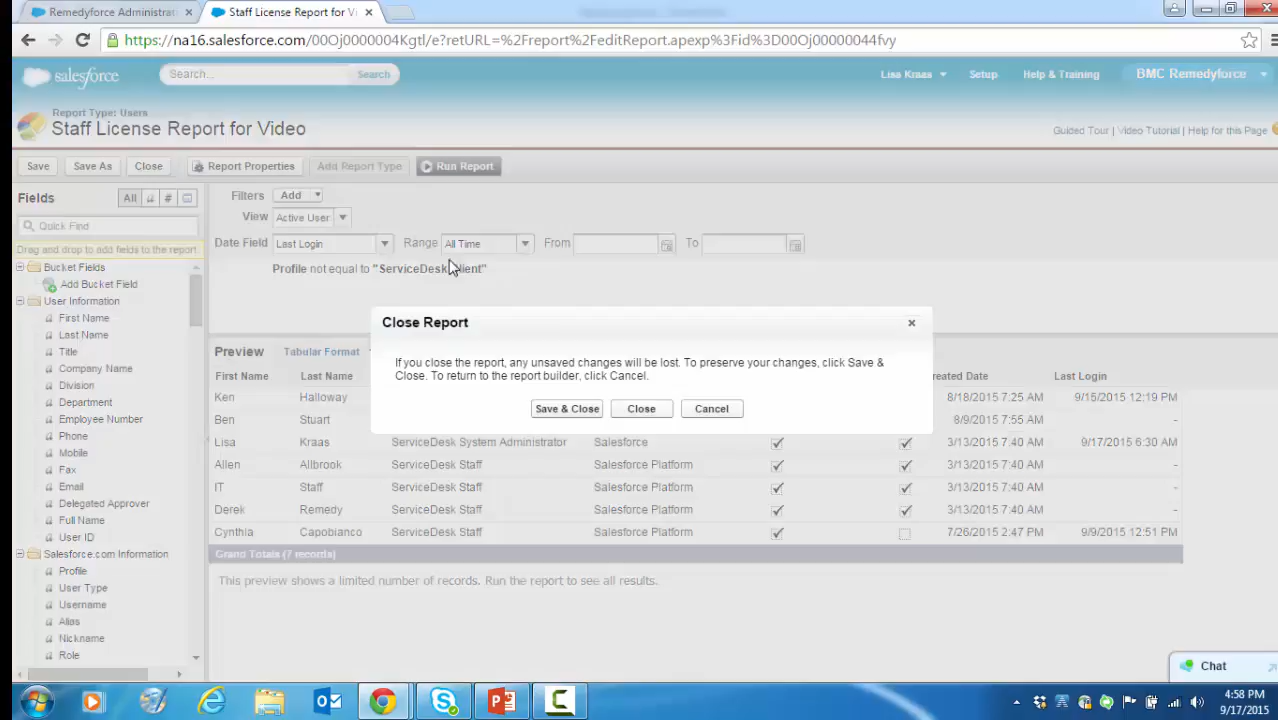 Remedyforce Administrat
Staff License Report for V
https://na16.salesforce.com/00Oj0000004Kgtl/e?retURL=%2Freport%2FeditReport.apexp%3Fid%3D00Oj00000044fvy
salesforce
Search...
Search
Lisa Kraas
Setup
Help & Training
BMC Remedyforce
Report Type: Users
Staff License Report for Video
Guided Tour | Video Tutorial | Help for this Page
Save
Save As
Close
Report Properties
Add Report Type
Run Report
Fields
All
#
Filters
Add
View
Active User
Quick Find
Date Field
Last Login
Range
All Time
From
To
Drag and drop to add fields to the report.
Profile not equal to "ServiceDesk Client"
Bucket Fields
Add Bucket Field
User Information
First Name
Last Name
Title
Company Name
Division
Department
Employee Number
Phone
Mobile
Fax
Email
Delegated Approver
Full Name
User ID
Salesforce.com Information
Profile
User Type
Username
Alias
Nickname
Role
Close Report
If you close the report, any unsaved changes will be lost. To preserve your changes, click Save &
Close. To return to the report builder, click Cancel.
Save & Close
Close
Cancel
Preview
Tabular Format
First Name Last Name reated Date Last Login
Ken Halloway 8/18/2015 7:25 AM 9/15/2015 12:19 PM
Ben Stuart 8/9/2015 7:55 AM -
Lisa Kraas ServiceDesk System Administrator Salesforce 3/13/2015 7:40 AM 9/17/2015 6:30 AM
Allen Allbrook ServiceDesk Staff Salesforce Platform 3/13/2015 7:40 AM -
IT Staff ServiceDesk Staff Salesforce Platform 3/13/2015 7:40 AM -
Derek Remedy ServiceDesk Staff Salesforce Platform 3/13/2015 7:40 AM -
Cynthia Capobianco ServiceDesk Staff Salesforce Platform 7/26/2015 2:47 PM 9/9/2015 12:51 PM
Grand Totals (7 records)
This preview shows a limited number of records. Run the report to see all results.
Chat
4:58 PM
9/17/2015